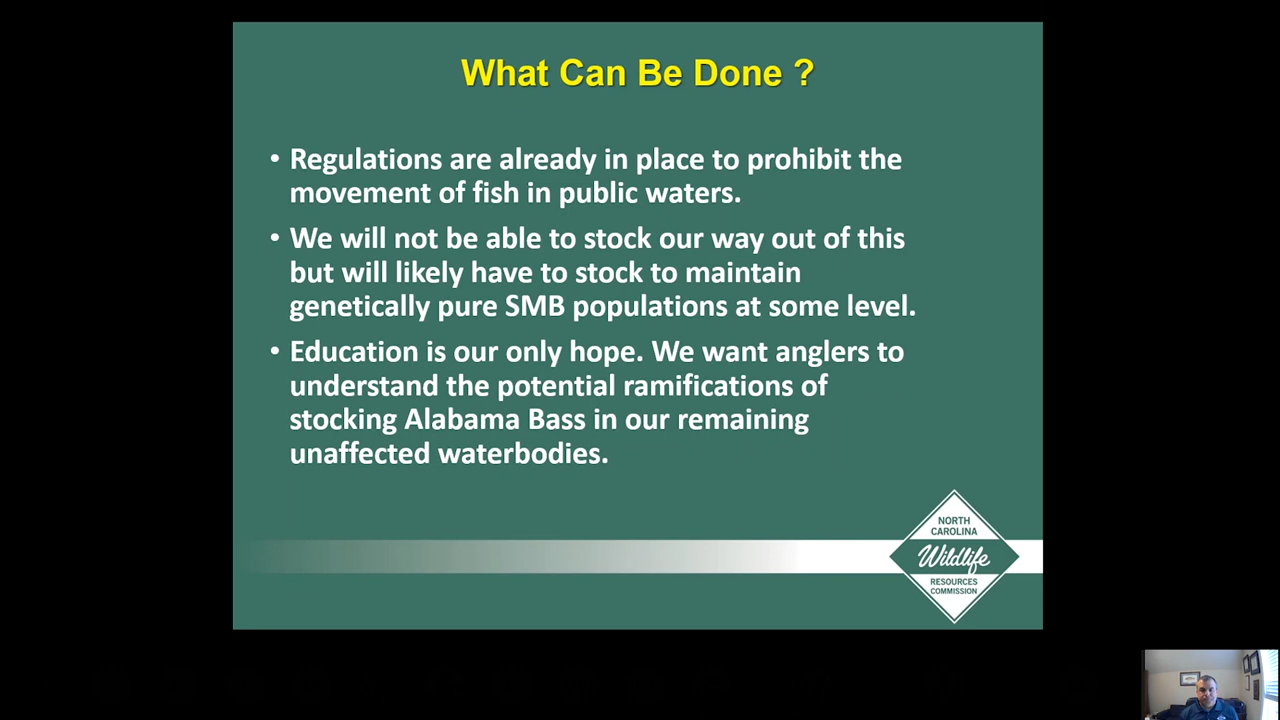 What Can Be Done ?
• Regulations are already in place to prohibit the
movement of fish in public waters.
• We will not be able to stock our way out of this
but will likely have to stock to maintain
genetically pure SMB populations at some level.
• Education is our only hope. We want anglers to
understand the potential ramifications of
stocking Alabama Bass in our remaining
unaffected waterbodies.
NORTH
CAROLINA
Wildlife
RESOURCES
COMMISSION